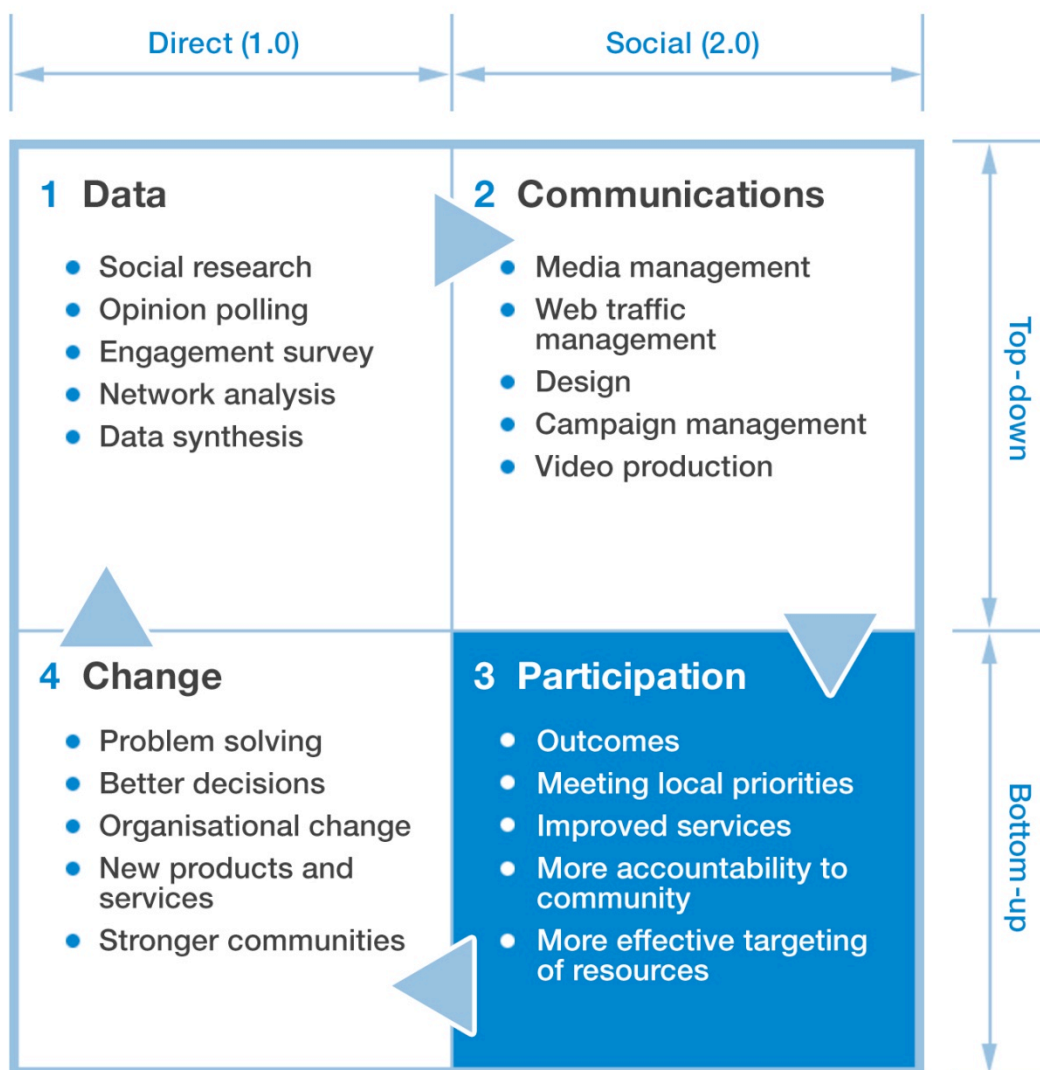 Direct (1.0)
Social (2.0)
1 Data
Social research
Opinion polling
Engagement survey
Network analysis
Data synthesis
2 Communications
Media management
Web traffic
management
Design
Campaign management
Video production
Top-down
4 Change
Problem solving
Better decisions
Organisational change
New products and
services
Stronger communities
3 Participation
Outcomes
Meeting local priorities
Improved services
More accountability to
community
More effective targeting
of resources
Bottom-up